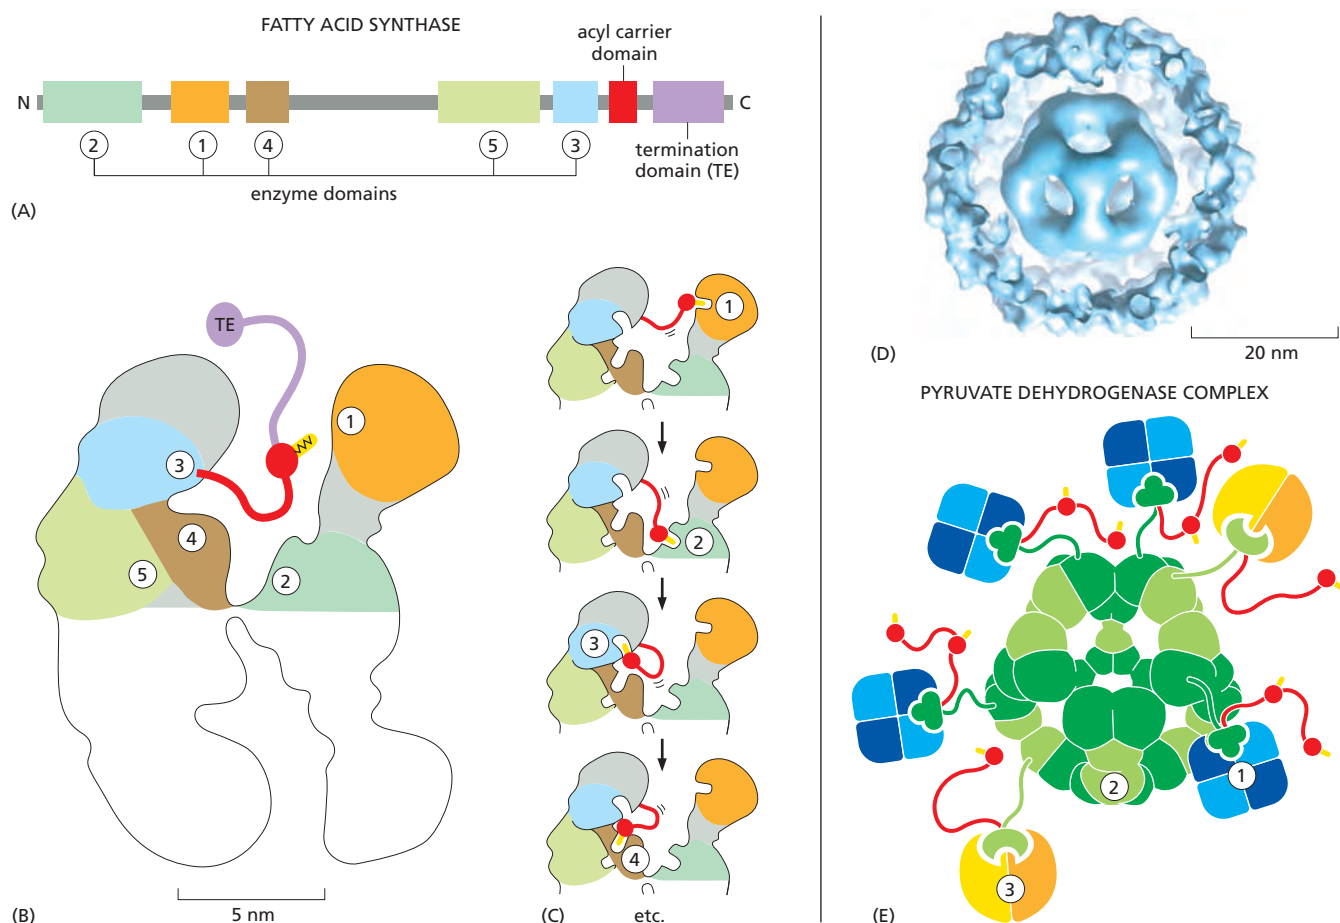 FATTY ACID SYNTHASE
acyl carrier
domain
N
C
2
1
4
5
3
termination
domain (TE)
enzyme domains
(A)
TE
1
3
4
5
2
5 nm
(B)
1
2
3
4
(C)
etc.
(D)
20 nm
PYRUVATE DEHYDROGENASE COMPLEX
1
2
3
(E)